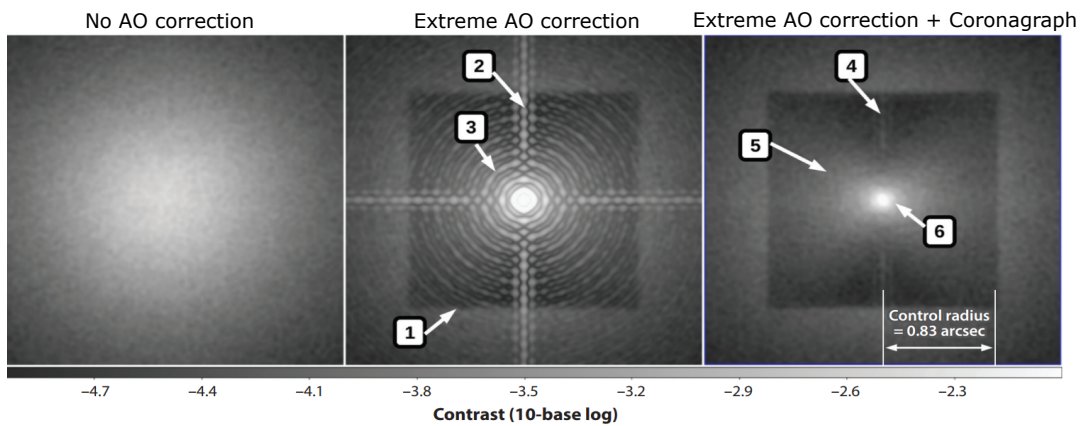 No AO correction
Extreme AO correction
Extreme AO correction + Coronagraph
2
4
3
5
6
1
Control radius
= 0.83 arcsec
−4.7 −4.4 −4.1 −3.8 −3.5 −3.2 −2.9 −2.6 −2.3
Contrast (10-base log)